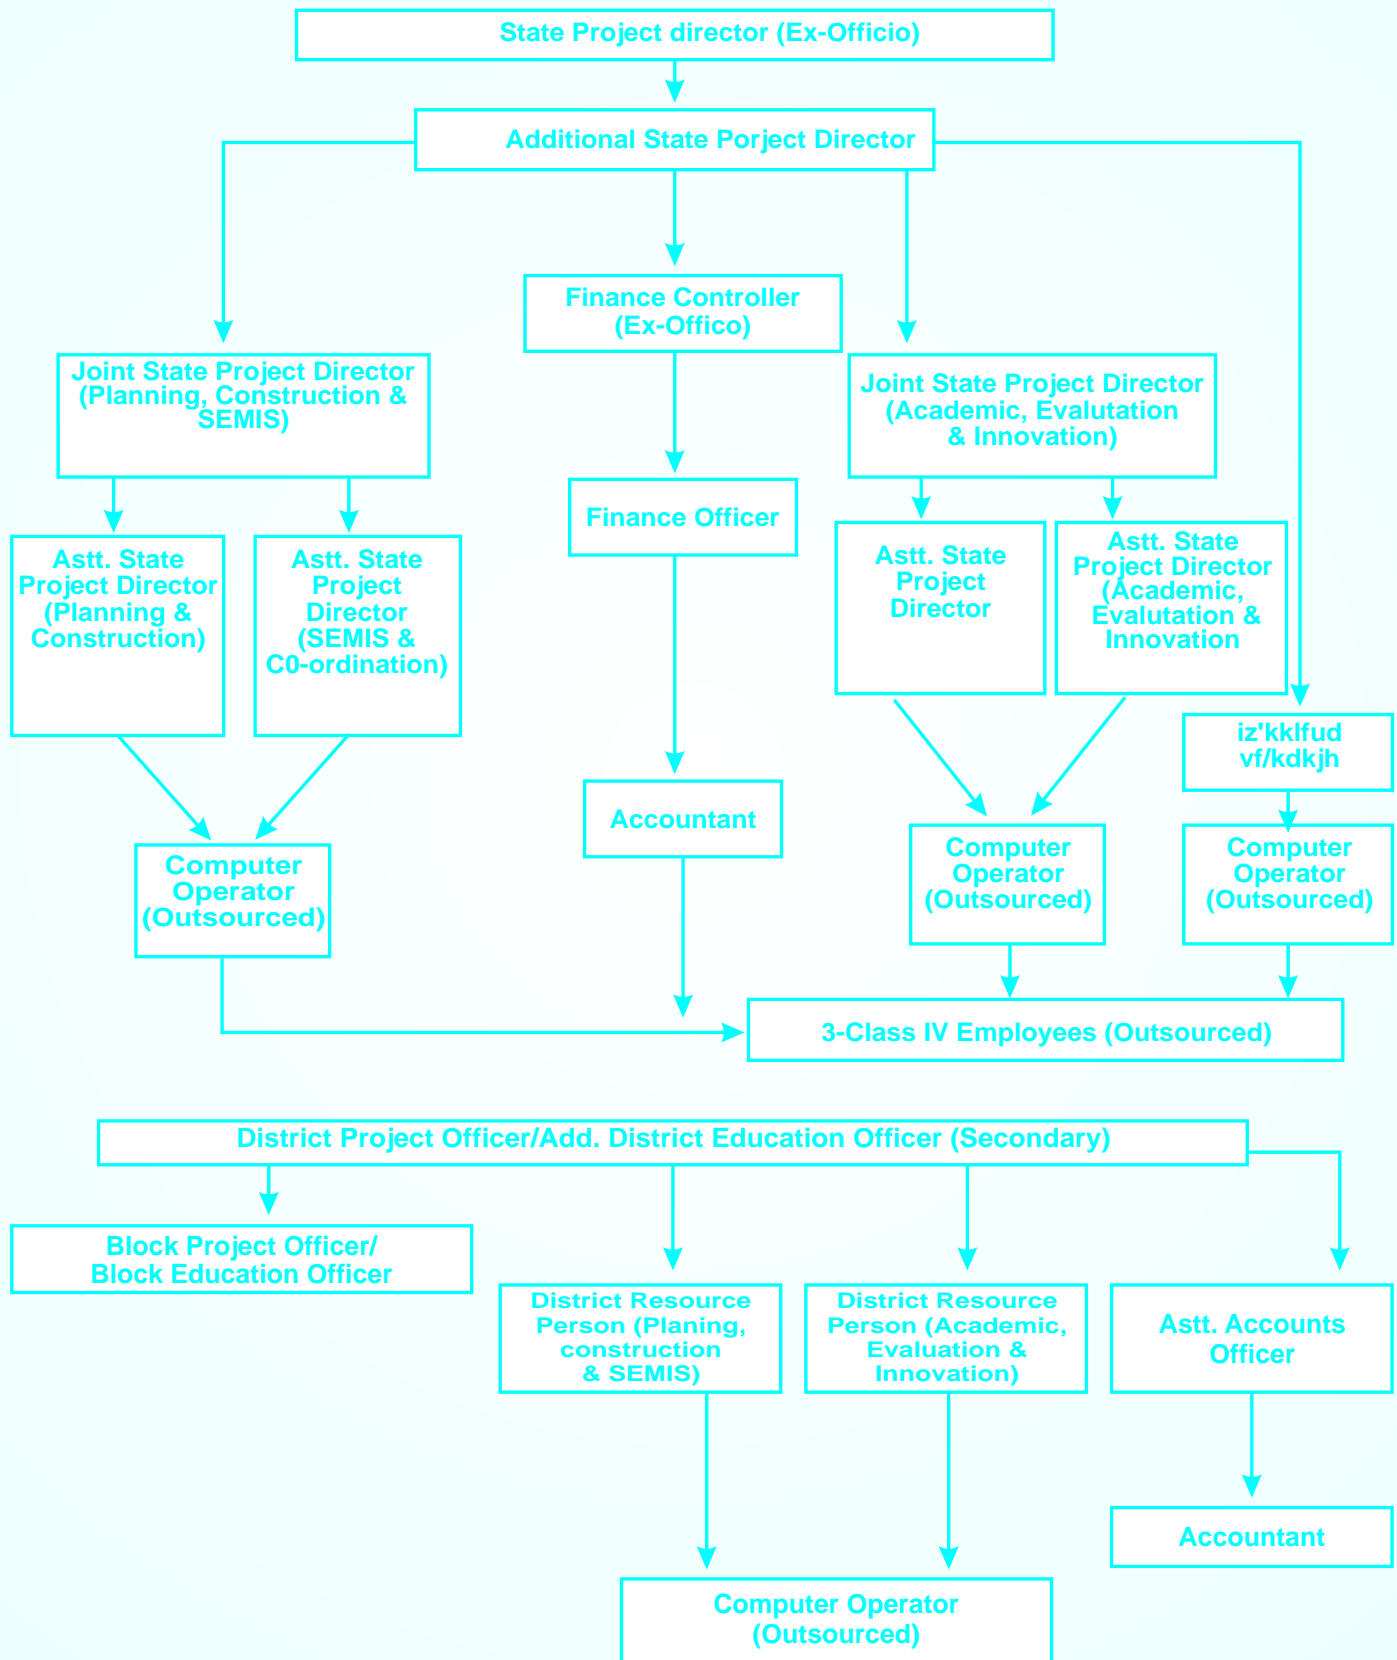 State Project director (Ex-Officio)
Additional State Porject Director
Finance Controller
(Ex-Offico)
Joint State Project Director
(Planning, Construction &
SEMIS)
Joint State Project Director
(Academic, Evalutation
& Innovation)
Finance Officer
Astt. State
Project Director
(Planning &
Construction)
Astt. State
Project
Director
(SEMIS &
C0-ordination)
Astt. State
Project
Director
Astt. State
Project Director
(Academic,
Evalutation &
Innovation
iz'kklfud
vf/kdkjh
Accountant
Computer
Operator
(Outsourced)
Computer
Operator
(Outsourced)
Computer
Operator
(Outsourced)
3-Class IV Employees (Outsourced)
District Project Officer/Add. District Education Officer (Secondary)
Block Project Officer/
Block Education Officer
District Resource
Person (Planing,
construction
& SEMIS)
District Resource
Person (Academic,
Evaluation &
Innovation)
Astt. Accounts
Officer
Accountant
Computer Operator
(Outsourced)